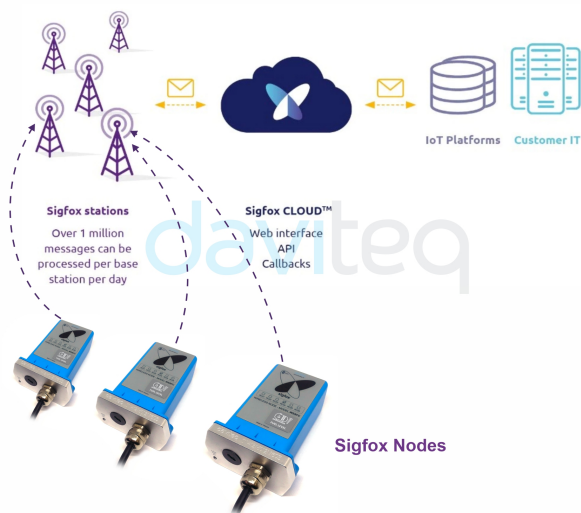 IoT Platforms
Customer IT
Sigfox stations
Over 1 million
messages can be
processed per base
station per day
Sigfox CLOUD™
Web interface
API
Callbacks
daviteq
Sigfox Nodes